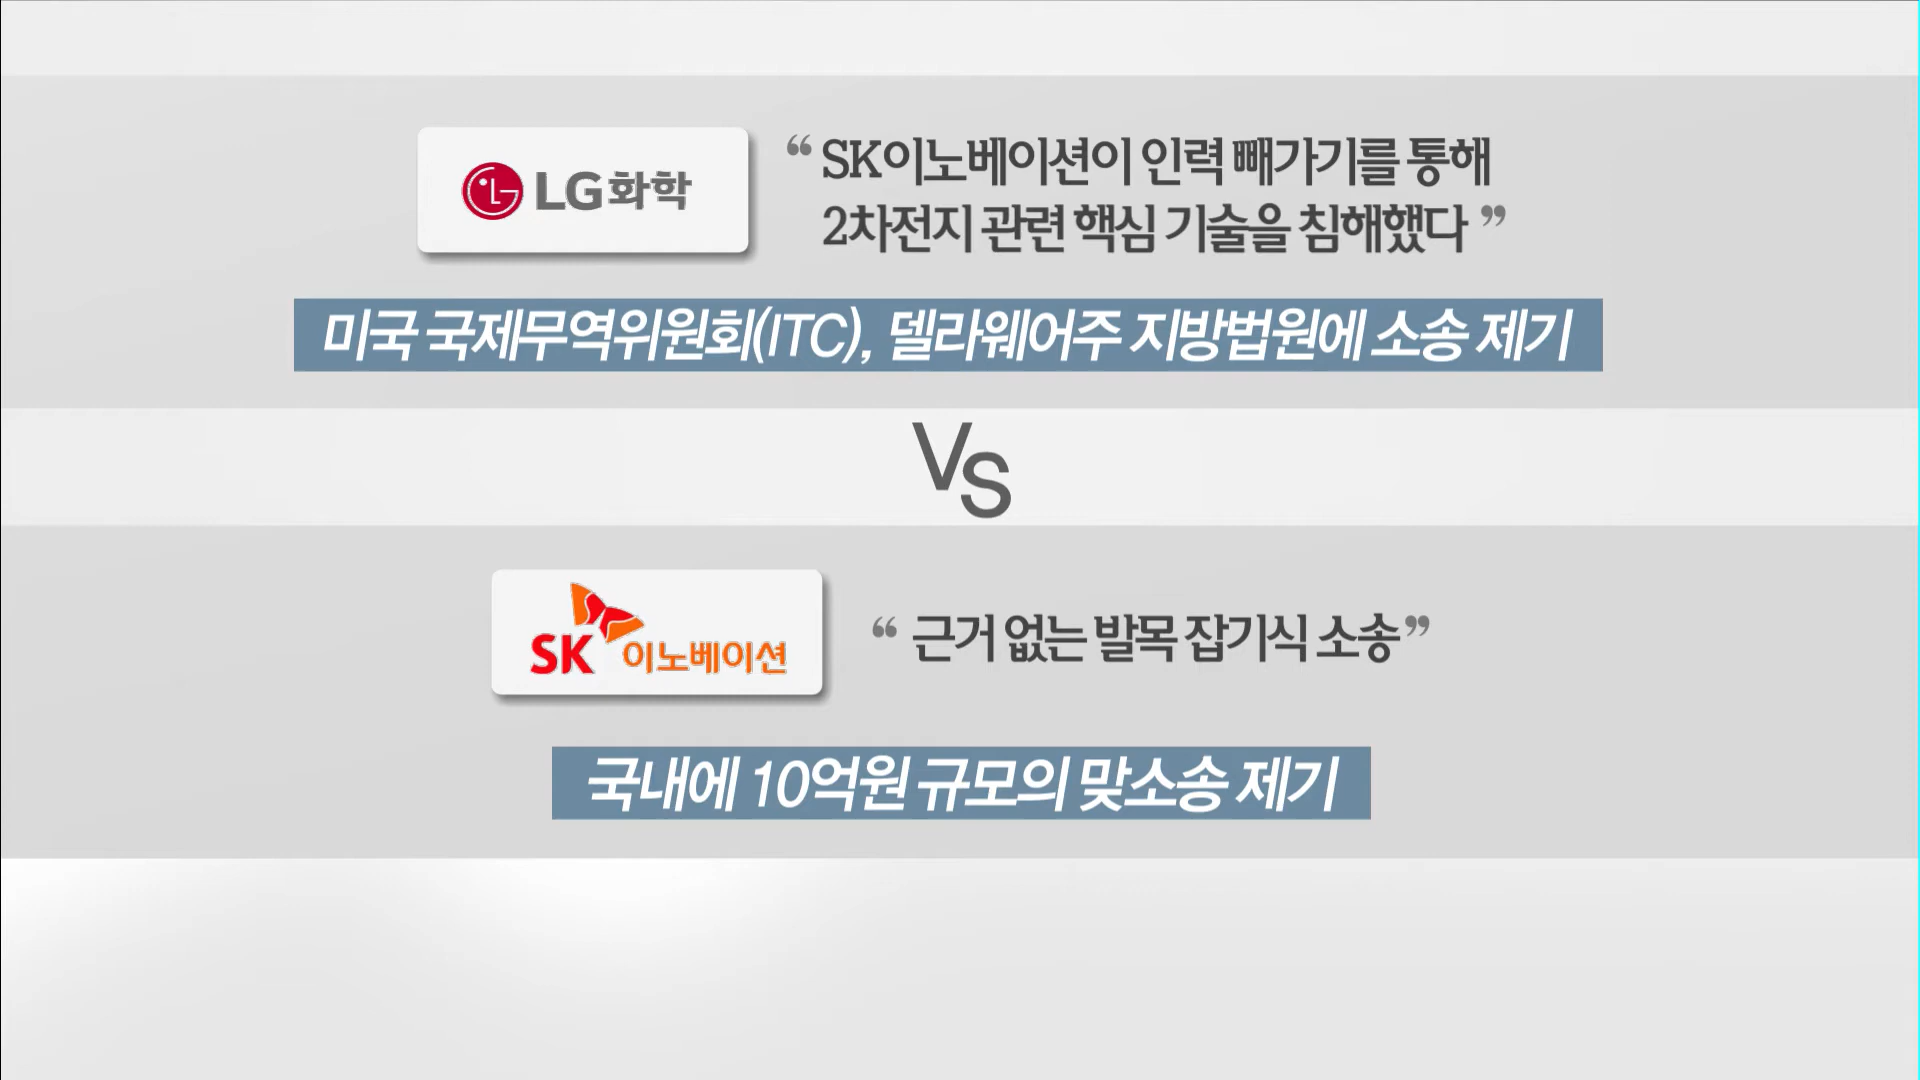 LG화학
“ SK이노베이션이 인력 빼가기를 통해
2차전지 관련 핵심 기술을 침해했다 ”
미국 국제무역위원회(ITC), 델라웨어주 지방법원에 소송 제기
Vs
SK이노베이션
“ 근거 없는 발목 잡기식 소송”
국내에 10억원 규모의 맞소송 제기